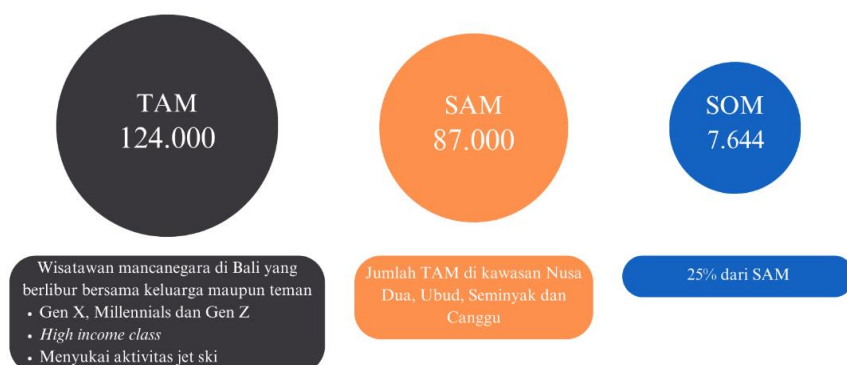 TAM
124.000
Wisatawan mancanegara di Bali yang
berlibur bersama keluarga maupun teman
• Gen X, Millennials dan Gen Z
• High income class
• Menyukai aktivitas jet ski
SAM
87.000
Jumlah TAM di kawasan Nusa
Dua, Ubud, Seminyak dan
Canggu
SOM
7.644
25% dari SAM